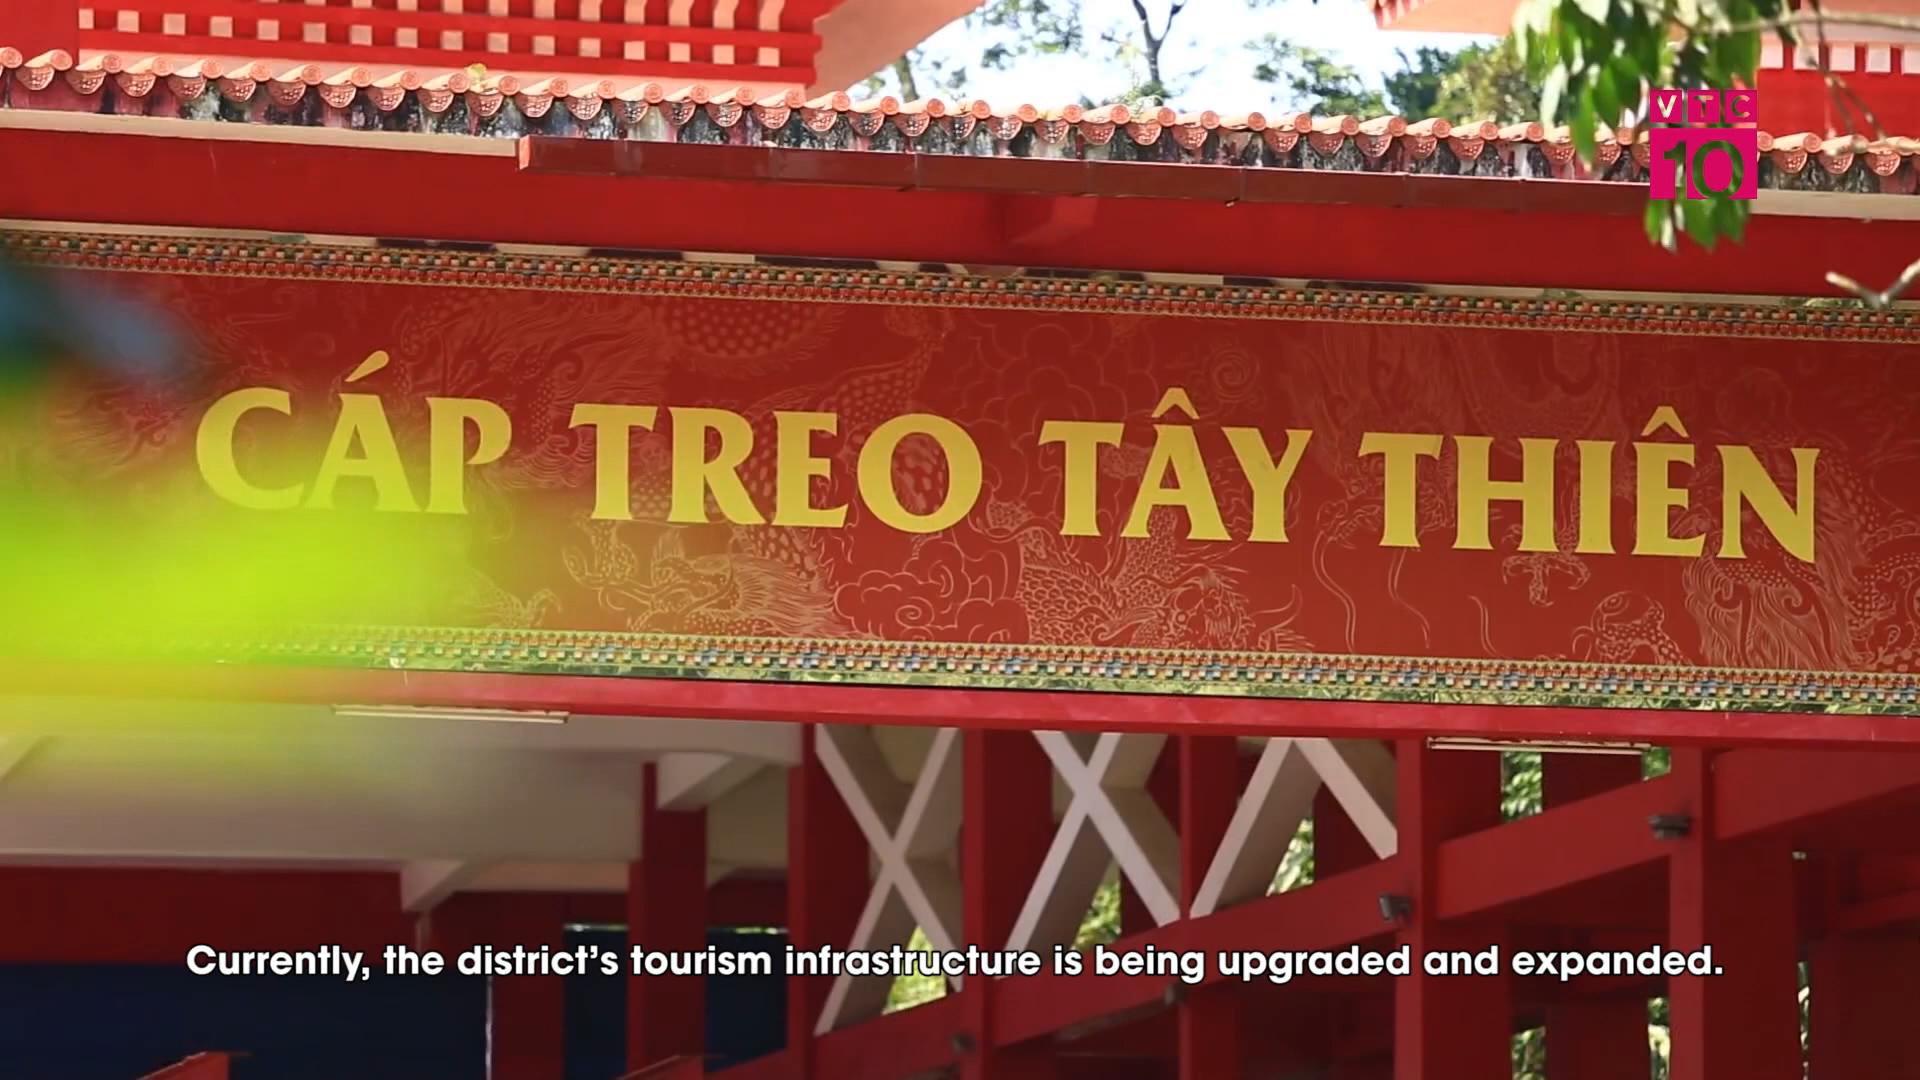 VTC
10
CÁP TREO TÂY THIÊN
Currently, the district's tourism infrastructure is being upgraded and expanded.